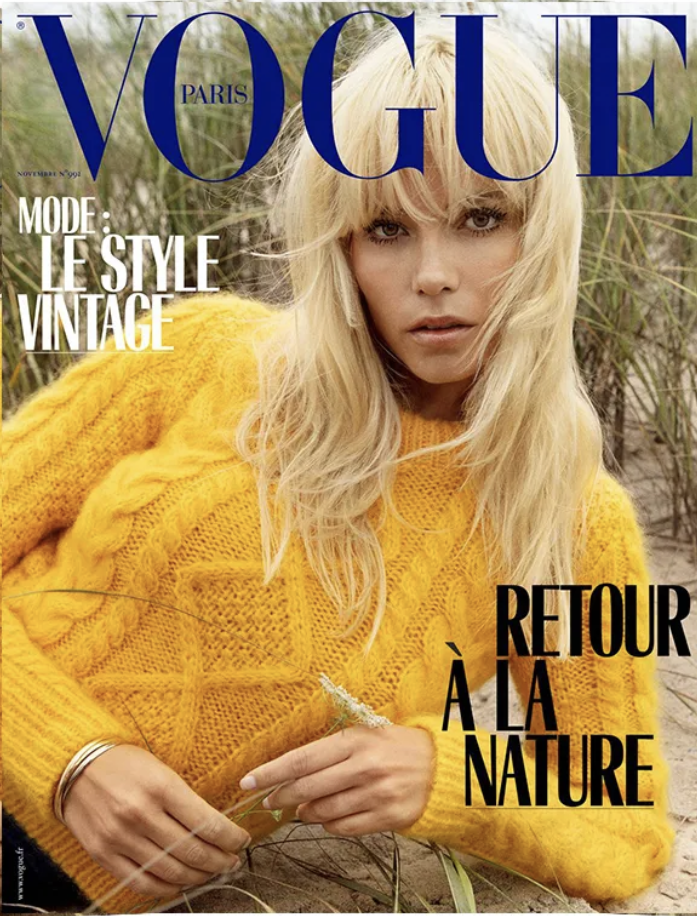 ®
VOGUE
PARIS
NOVEMBRE N°992
MODE :
LE STYLE
VINTAGE
RETOUR
À LA
NATURE
www.vogue.fr